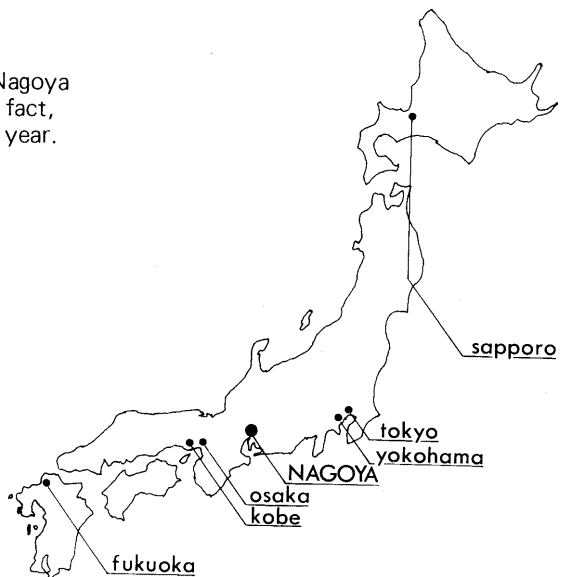 Nagoya
fact,
year.
sapporo
tokyo
yokohama
NAGOYA
osaka
kobe
fukuoka